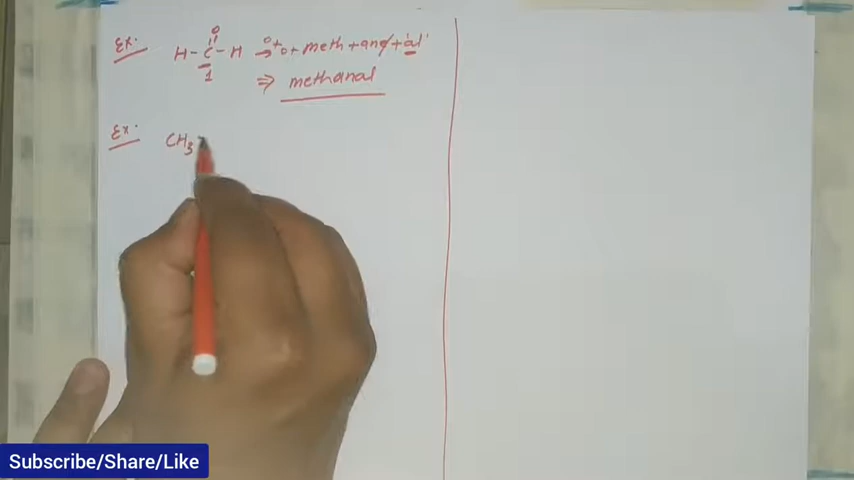 Ex. O
H-C-H → 0+0+meth+ane+'al'
1 ⇒ methanal
Ex. CH3
Subscribe/Share/Like